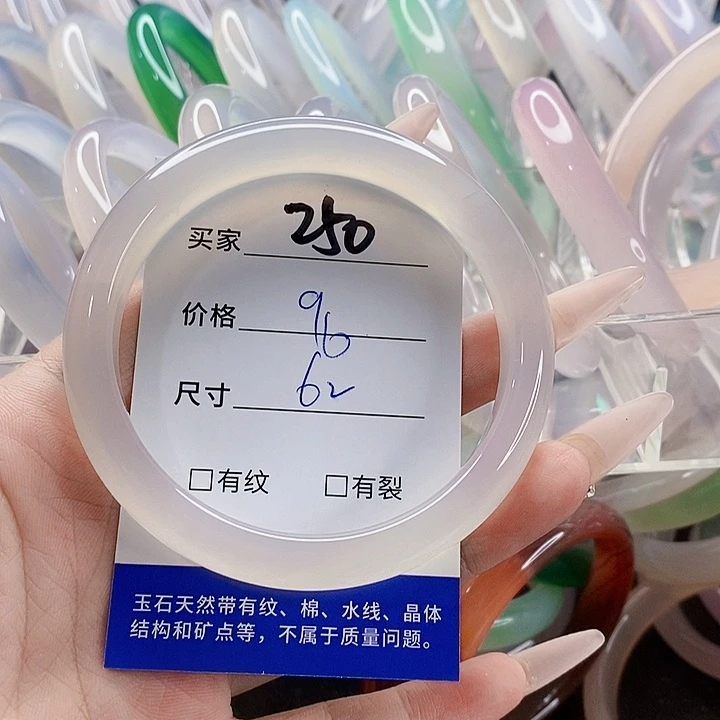 买家 250
价格 96
尺寸 62
□有纹 □有裂
玉石天然带有纹、棉、水线、晶体
结构和矿点等，不属于质量问题。